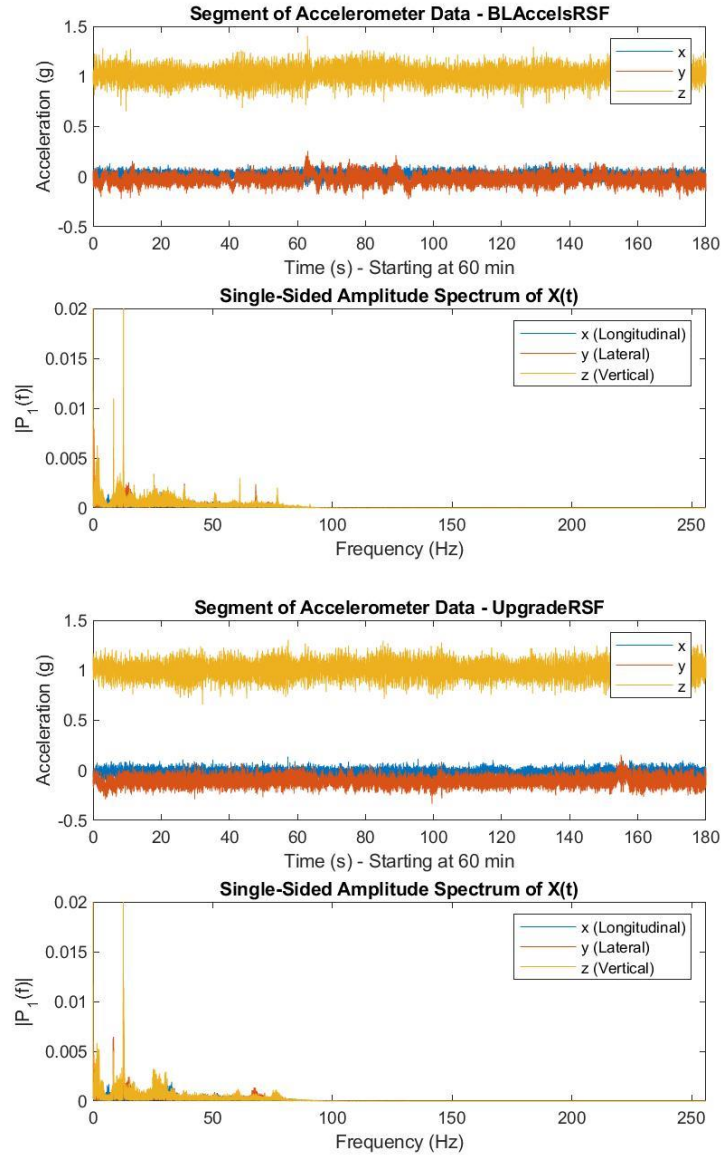 Segment of Accelerometer Data - BLAccelsRSF
1.5
1
0.5
0
-0.5
Acceleration (g)
x
y
z
0 20 40 60 80 100 120 140 160 180
Time (s) - Starting at 60 min
Single-Sided Amplitude Spectrum of X(t)
0.02
0.015
0.01
0.005
0
|P_1(f)|
x (Longitudinal)
y (Lateral)
z (Vertical)
0 50 100 150 200 250
Frequency (Hz)
Segment of Accelerometer Data - UpgradeRSF
1.5
1
0.5
0
-0.5
Acceleration (g)
x
y
z
0 20 40 60 80 100 120 140 160 180
Time (s) - Starting at 60 min
Single-Sided Amplitude Spectrum of X(t)
0.02
0.015
0.01
0.005
0
|P_1(f)|
x (Longitudinal)
y (Lateral)
z (Vertical)
0 50 100 150 200 250
Frequency (Hz)